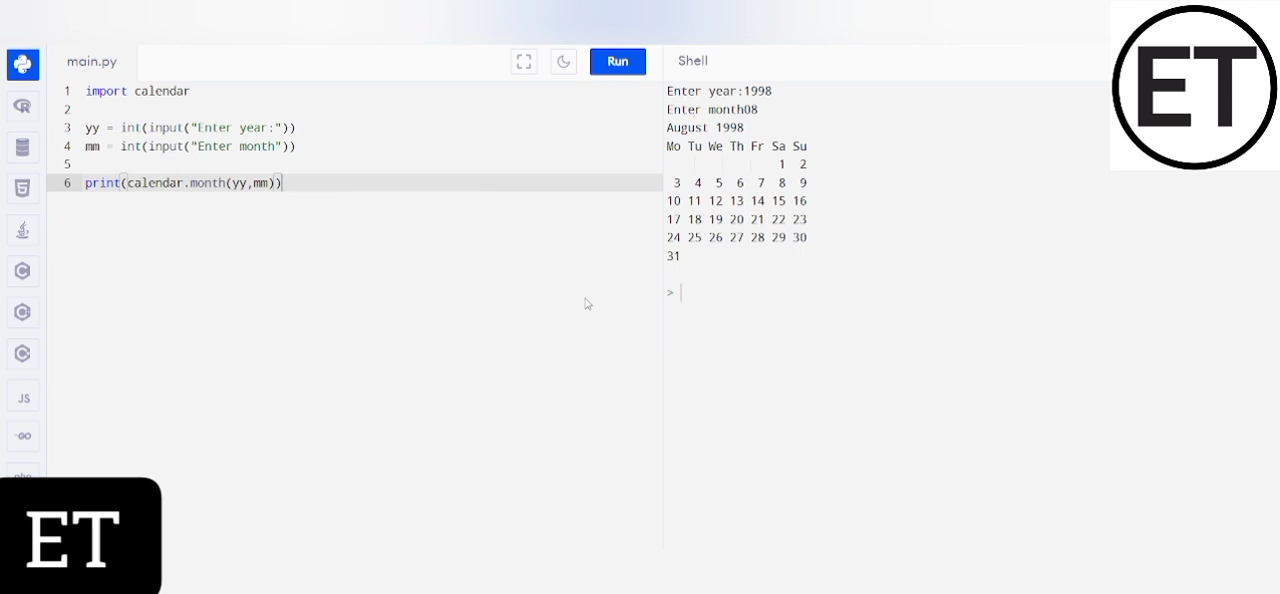 ET
main.py
Run
Shell
1 import calendar
2
3 yy = int(input("Enter year:"))
4 mm = int(input("Enter month"))
5
6 print(calendar.month(yy,mm))
Enter year:1998
Enter month08
August 1998
Mo Tu We Th Fr Sa Su
1 2
3 4 5 6 7 8 9
10 11 12 13 14 15 16
17 18 19 20 21 22 23
24 25 26 27 28 29 30
31
>
JS
GO
php
ET